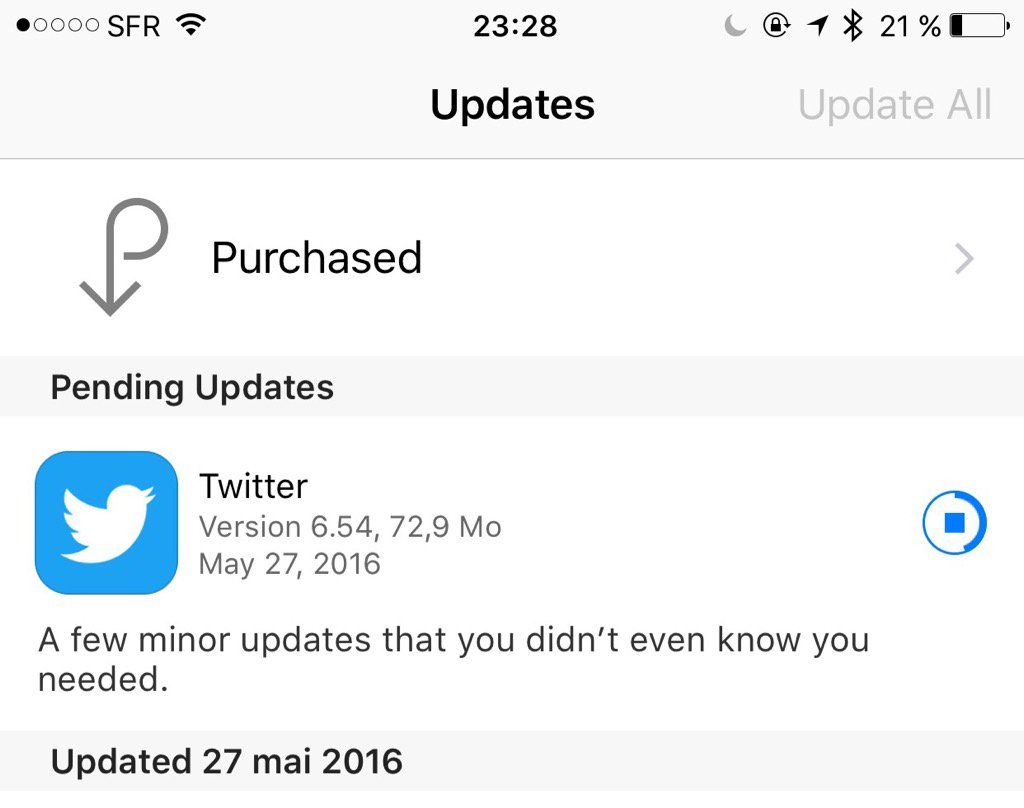 SFR 23:28 21 %
Updates Update All
Purchased
Pending Updates
Twitter
Version 6.54, 72,9 Mo
May 27, 2016
A few minor updates that you didn’t even know you
needed.
Updated 27 mai 2016